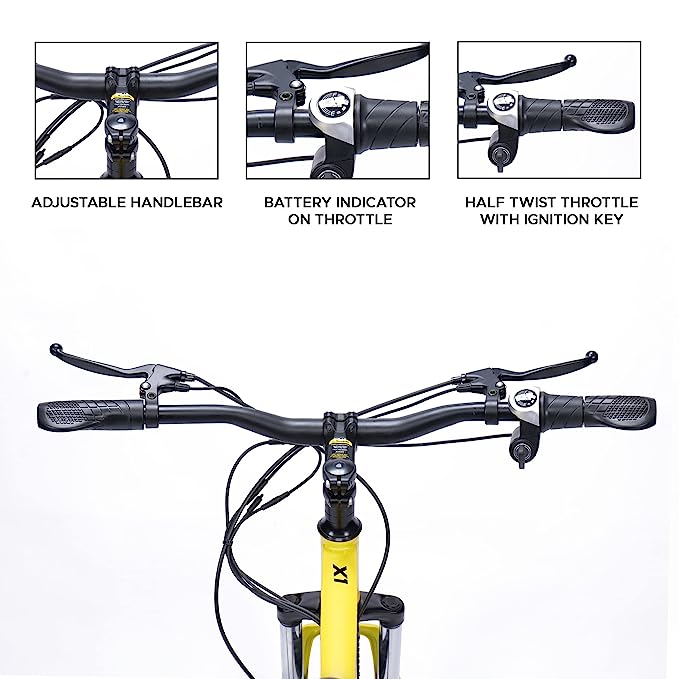 ADJUSTABLE HANDLEBAR
BATTERY INDICATOR
ON THROTTLE
HALF TWIST THROTTLE
WITH IGNITION KEY
X1